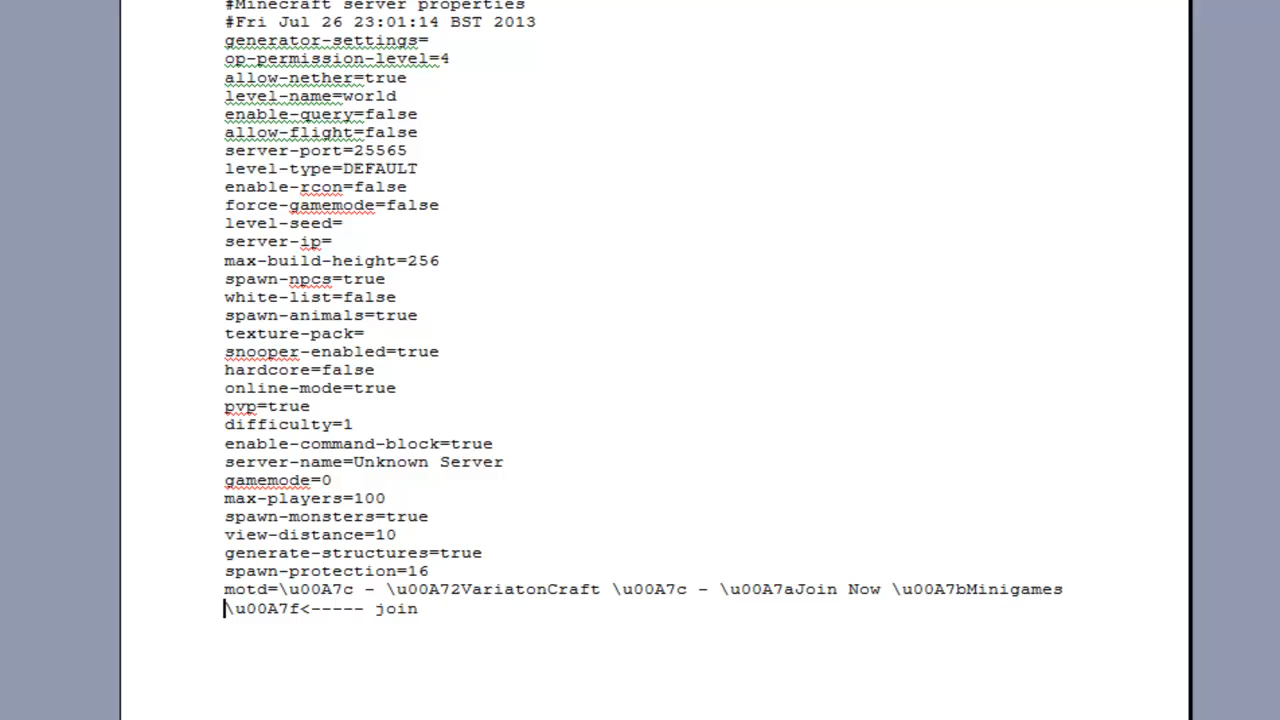 #Minecraft server properties
#Fri Jul 26 23:01:14 BST 2013
generator-settings=
op-permission-level=4
allow-nether=true
level-name=world
enable-query=false
allow-flight=false
server-port=25565
level-type=DEFAULT
enable-rcon=false
force-gamemode=false
level-seed=
server-ip=
max-build-height=256
spawn-npcs=true
white-list=false
spawn-animals=true
texture-pack=
snooper-enabled=true
hardcore=false
online-mode=true
pvp=true
difficulty=1
enable-command-block=true
server-name=Unknown Server
gamemode=0
max-players=100
spawn-monsters=true
view-distance=10
generate-structures=true
spawn-protection=16
motd=\u00A7c - \u00A72VariatonCraft \u00A7c - \u00A7aJoin Now \u00A7bMinigames
\u00A7f<----- join